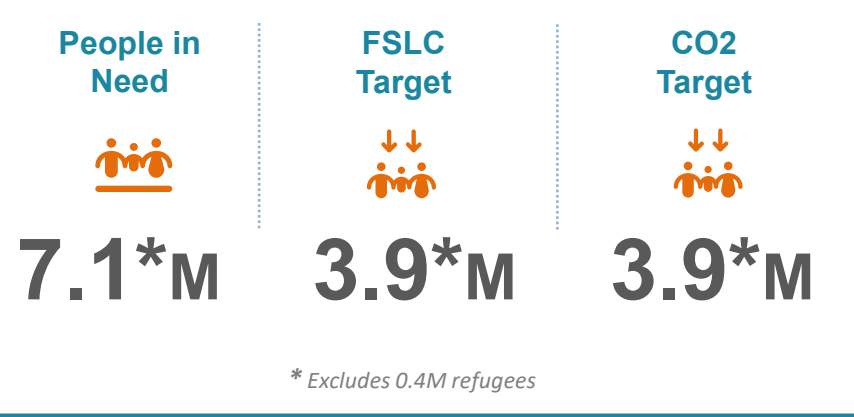 People in
Need
FSLC
Target
CO2
Target
7.1*M
3.9*M
3.9*M
* Excludes 0.4M refugees